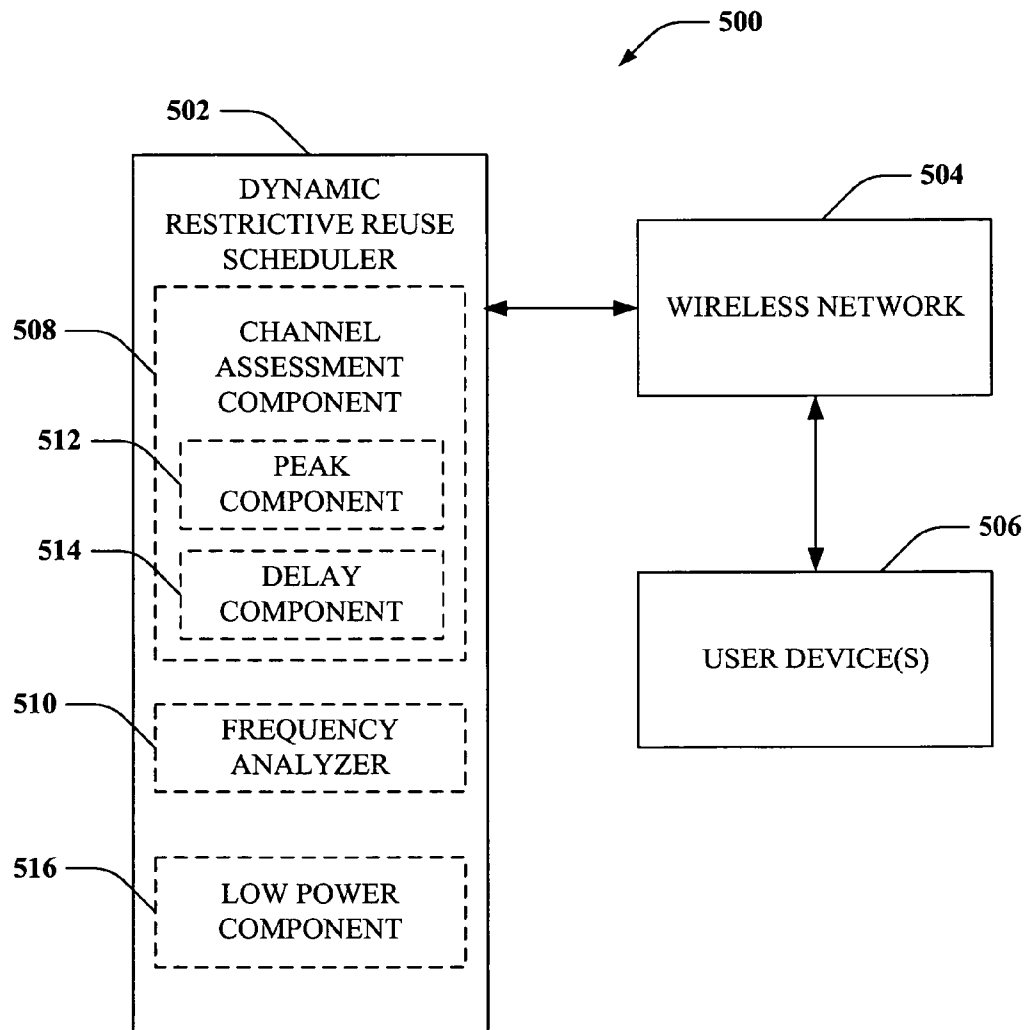 500
502
DYNAMIC
RESTRICTIVE REUSE
SCHEDULER
504
WIRELESS NETWORK
508
CHANNEL
ASSESSMENT
COMPONENT
512
PEAK
COMPONENT
514
DELAY
COMPONENT
506
USER DEVICE(S)
510
FREQUENCY
ANALYZER
516
LOW POWER
COMPONENT